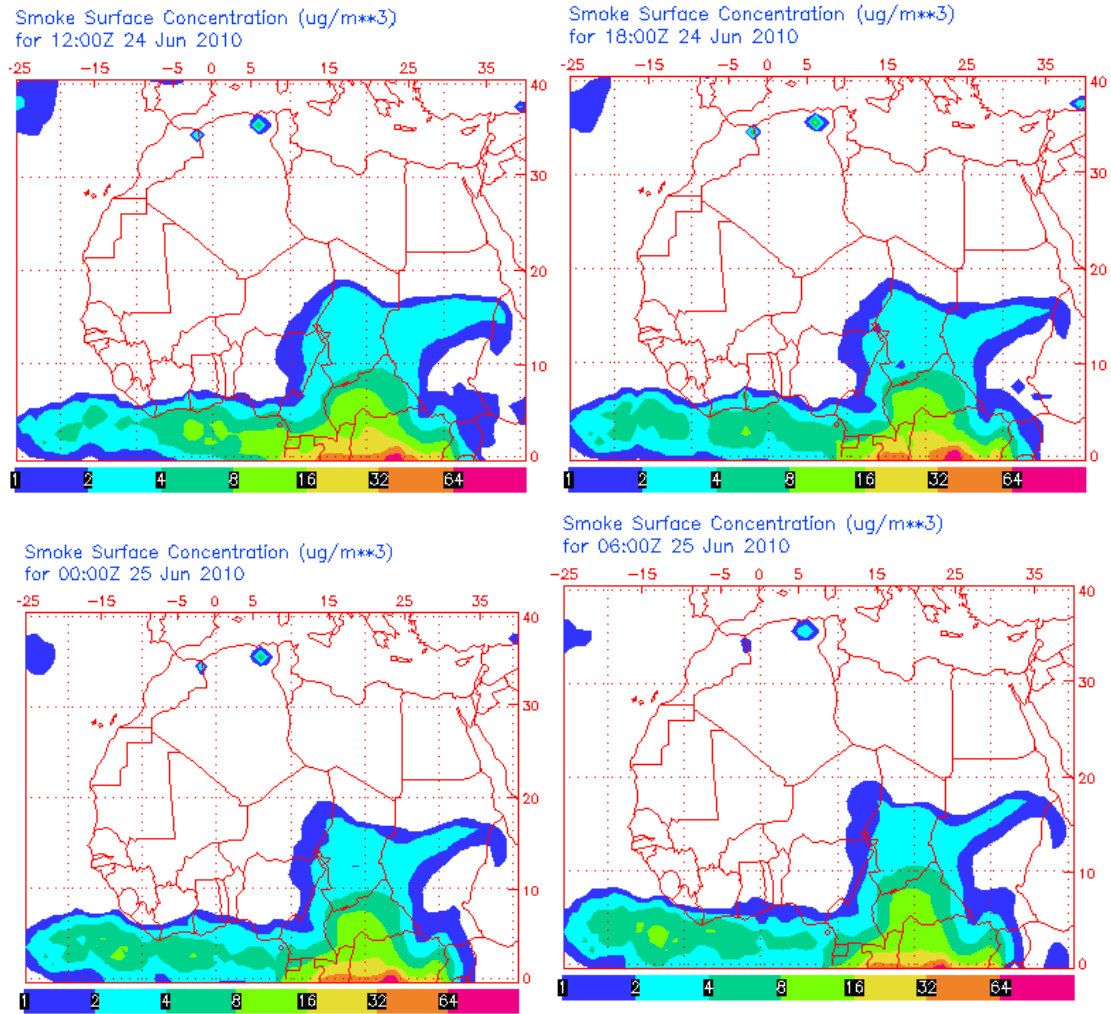 Smoke Surface Concentration (ug/m**3)
for 12:00Z 24 Jun 2010
-25 -15 -5 0 5 15 25 35
40
30
20
10
0
1 2 4 8 16 32 64
Smoke Surface Concentration (ug/m**3)
for 18:00Z 24 Jun 2010
-25 -15 -5 0 5 15 25 35
40
30
20
10
0
1 2 4 8 16 32 64
Smoke Surface Concentration (ug/m**3)
for 00:00Z 25 Jun 2010
-25 -15 -5 0 5 15 25 35
40
30
20
10
0
1 2 4 8 16 32 64
Smoke Surface Concentration (ug/m**3)
for 06:00Z 25 Jun 2010
-25 -15 -5 0 5 15 25 35
40
30
20
10
0
1 2 4 8 16 32 64